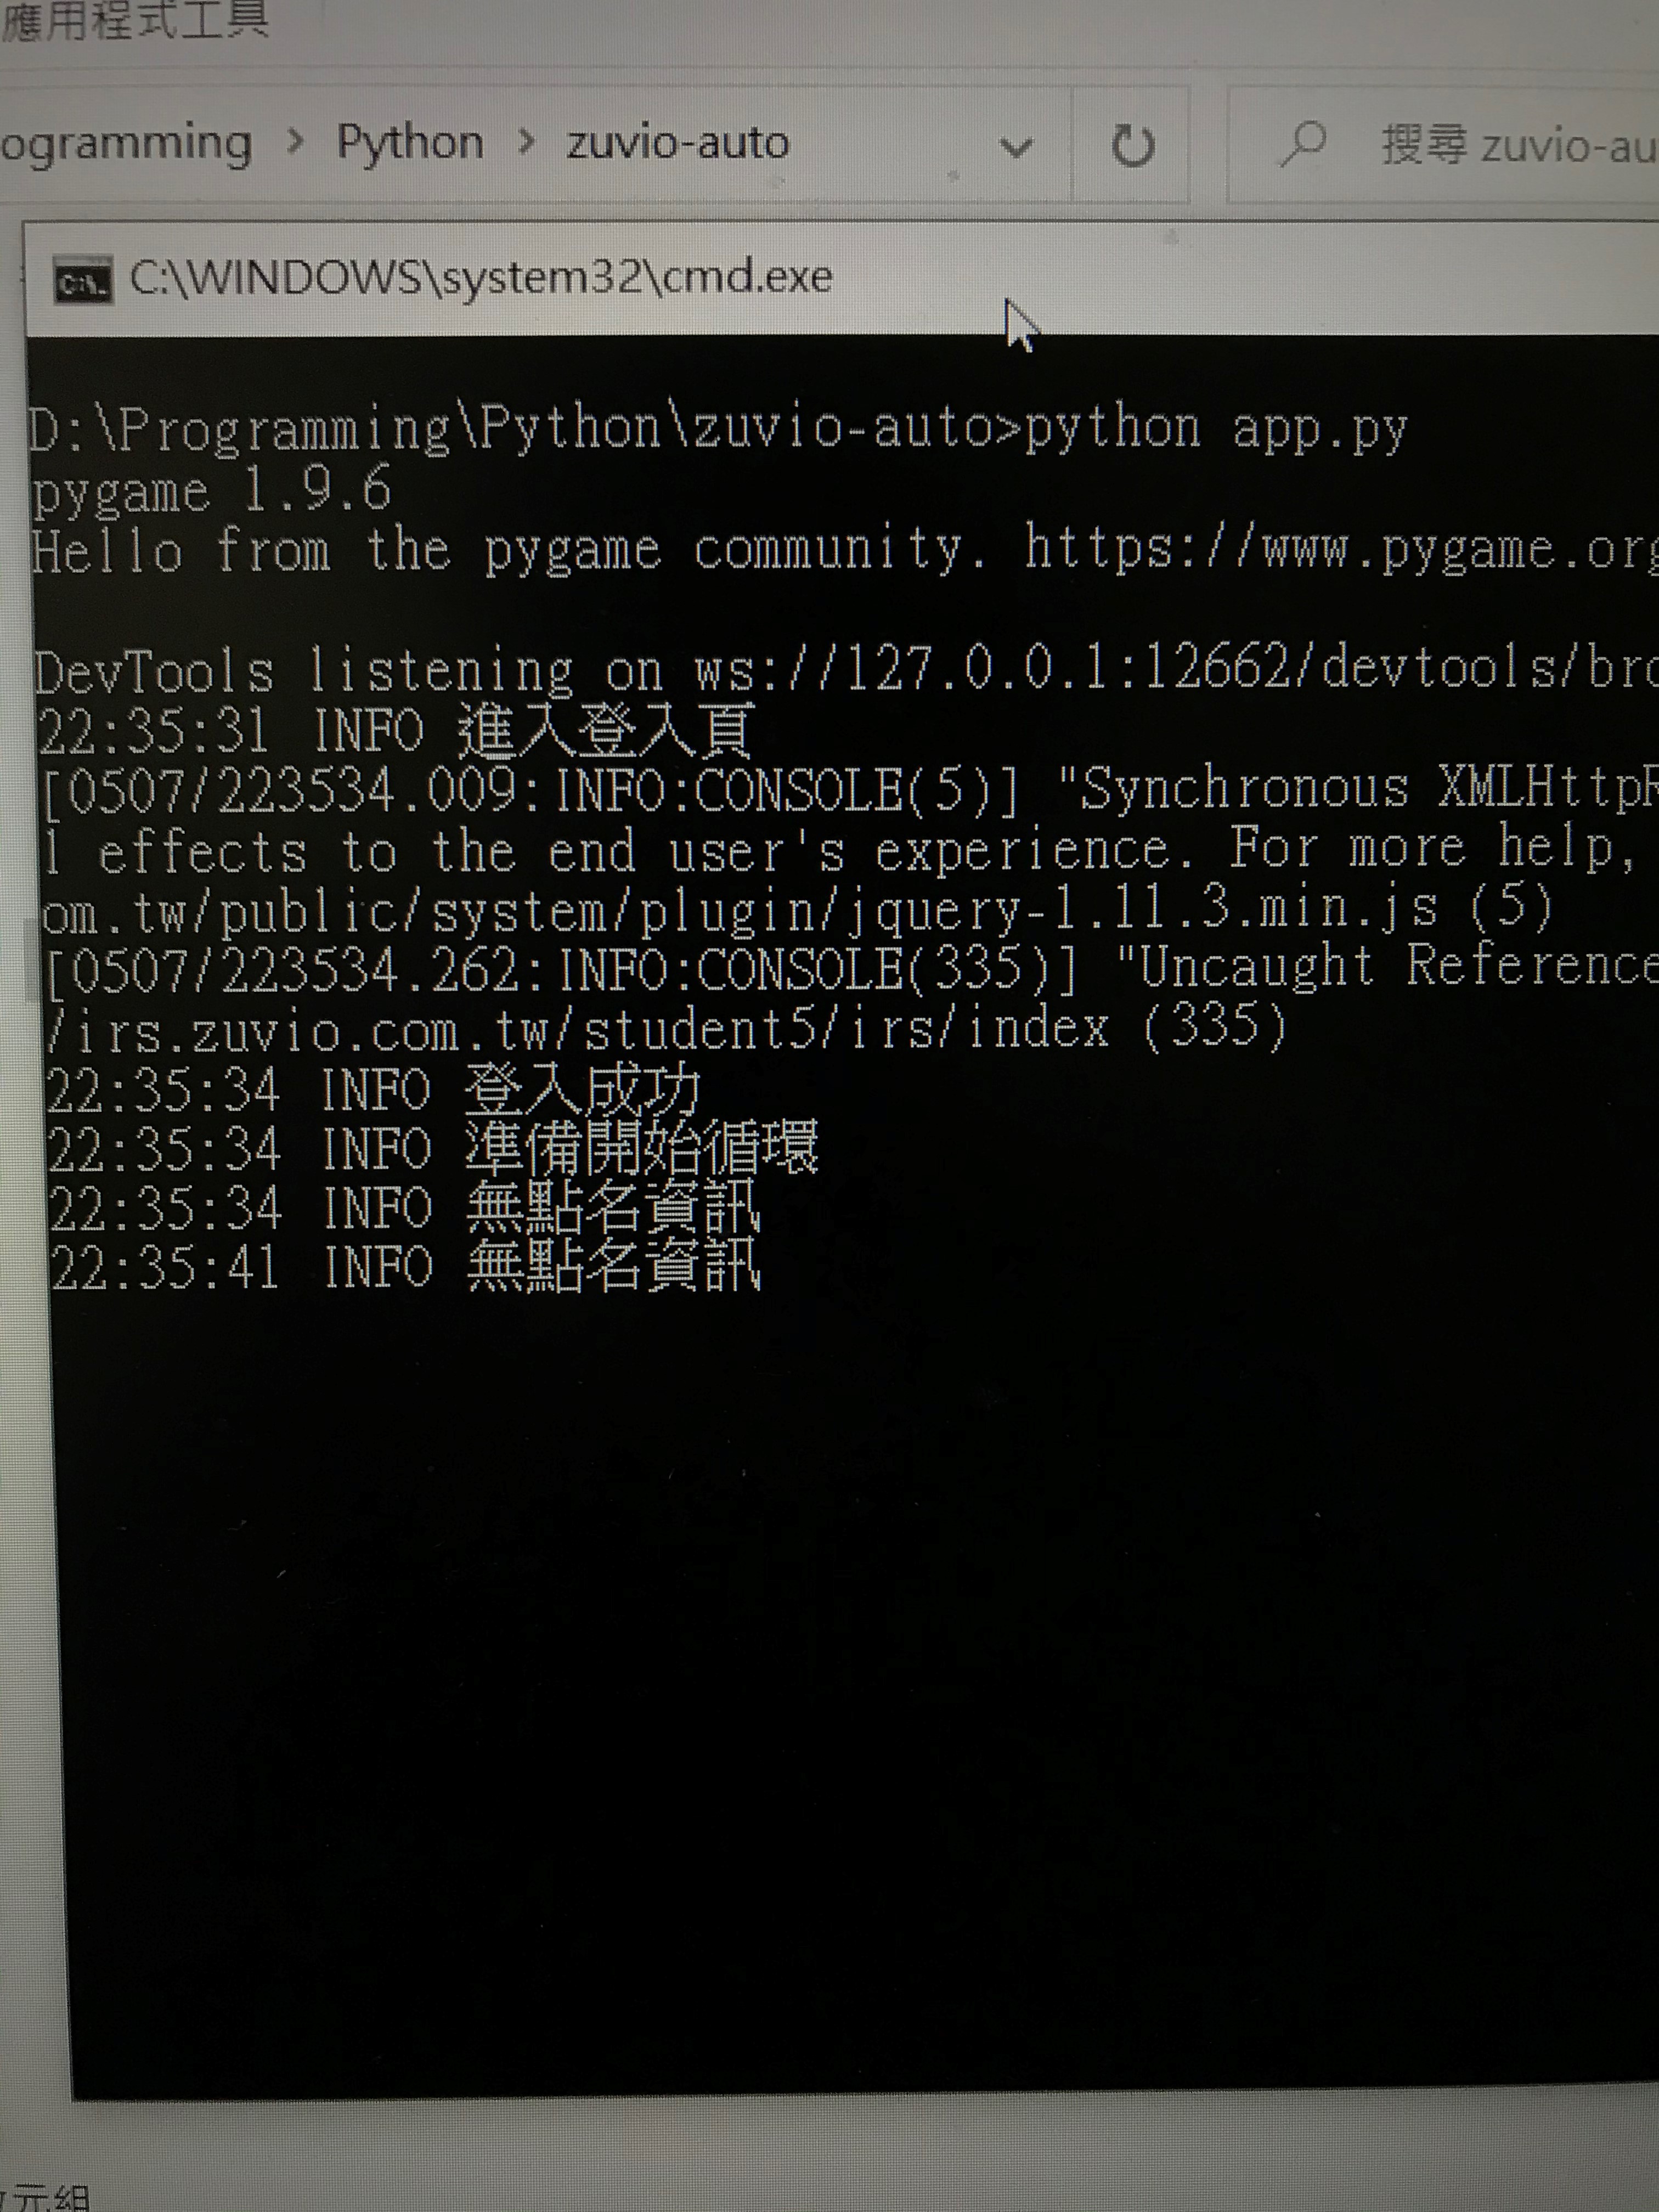 應用程式工具
ogramming > Python > zuvio-auto
搜尋 zuvio-au
C:\WINDOWS\system32\cmd.exe
D:\Programming\Python\zuvio-auto>python app.py
pygame 1.9.6
Hello from the pygame community. https://www.pygame.org
DevTools listening on ws://127.0.0.1:12662/devtools/bro
22:35:31 INFO 進入登入頁
[0507/223534.009:INFO:CONSOLE(5)] "Synchronous XMLHttpR
l effects to the end user's experience. For more help,
om.tw/public/system/plugin/jquery-1.11.3.min.js (5)
[0507/223534.262:INFO:CONSOLE(335)] "Uncaught Reference
/irs.zuvio.com.tw/student5/irs/index (335)
22:35:34 INFO 登入成功
22:35:34 INFO 準備開始循環
22:35:34 INFO 無點名資訊
22:35:41 INFO 無點名資訊
元組